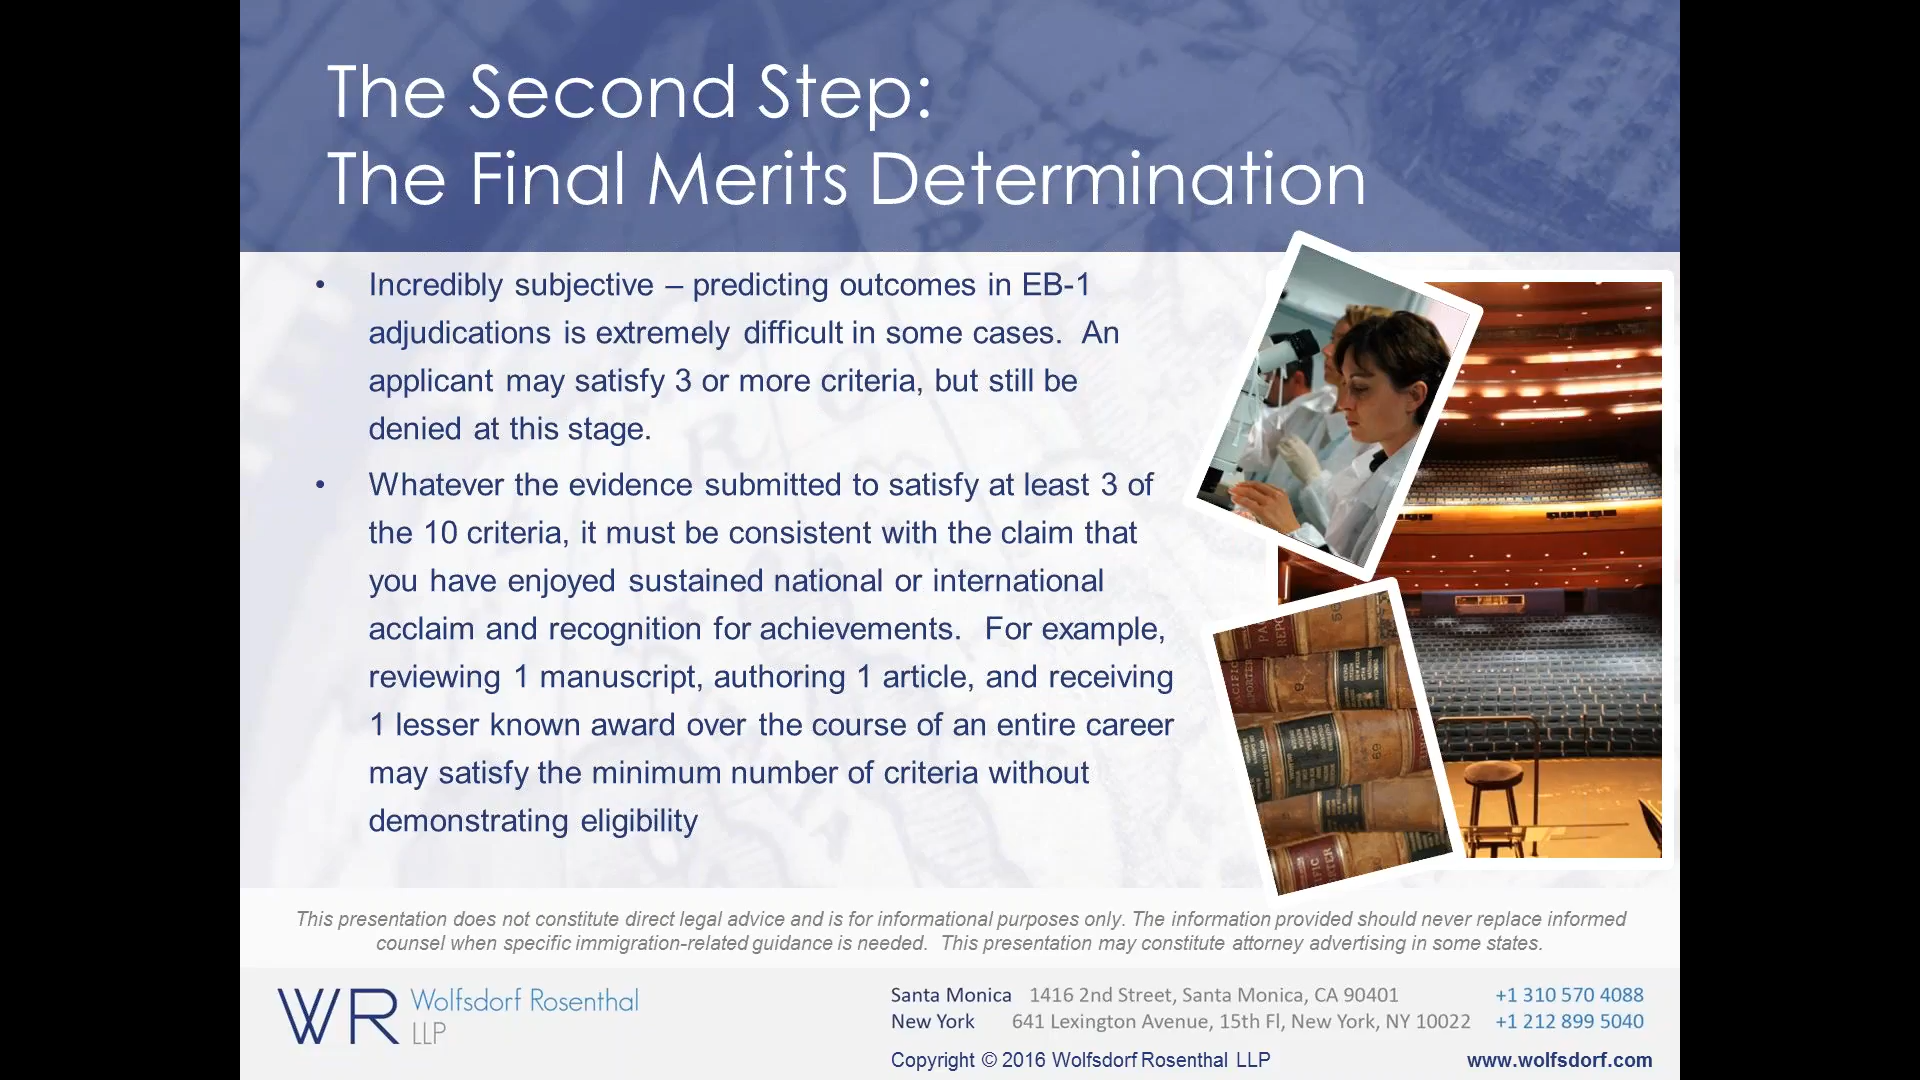 The Second Step:
The Final Merits Determination
• Incredibly subjective – predicting outcomes in EB-1
adjudications is extremely difficult in some cases. An
applicant may satisfy 3 or more criteria, but still be
denied at this stage.
• Whatever the evidence submitted to satisfy at least 3 of
the 10 criteria, it must be consistent with the claim that
you have enjoyed sustained national or international
acclaim and recognition for achievements. For example,
reviewing 1 manuscript, authoring 1 article, and receiving
1 lesser known award over the course of an entire career
may satisfy the minimum number of criteria without
demonstrating eligibility
This presentation does not constitute direct legal advice and is for informational purposes only. The information provided should never replace informed
counsel when specific immigration-related guidance is needed. This presentation may constitute attorney advertising in some states.
WR Wolfsdorf Rosenthal
LLP
Santa Monica 1416 2nd Street, Santa Monica, CA 90401 +1 310 570 4088
New York 641 Lexington Avenue, 15th Fl, New York, NY 10022 +1 212 899 5040
Copyright © 2016 Wolfsdorf Rosenthal LLP www.wolfsdorf.com